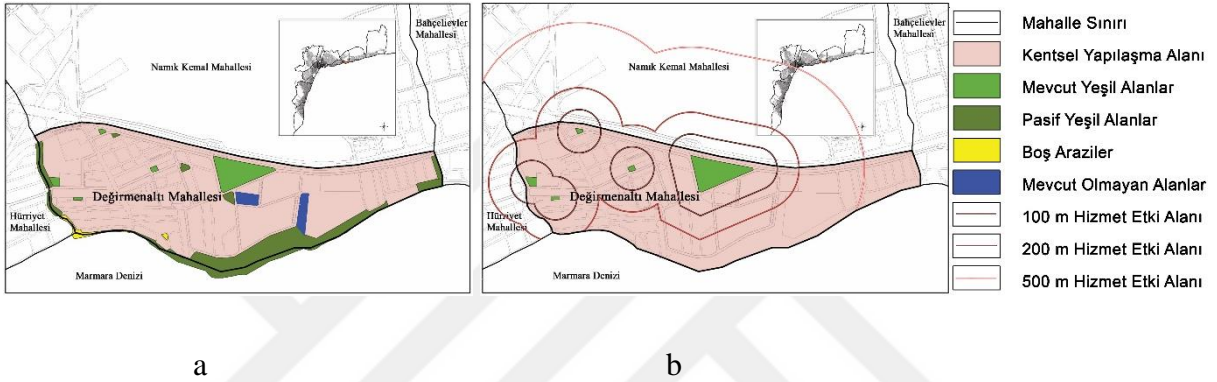 Bahçelievler
Mahallesi
Namık Kemal Mahallesi
Değirmenaltı Mahallesi
Hürriyet
Mahallesi
Marmara Denizi
a
Bahçelievler
Mahallesi
Namık Kemal Mahallesi
Değirmenaltı Mahallesi
Hürriyet
Mahallesi
Marmara Denizi
b
Mahalle Sınırı
Kentsel Yapılaşma Alanı
Mevcut Yeşil Alanlar
Pasif Yeşil Alanlar
Boş Araziler
Mevcut Olmayan Alanlar
100 m Hizmet Etki Alanı
200 m Hizmet Etki Alanı
500 m Hizmet Etki Alanı